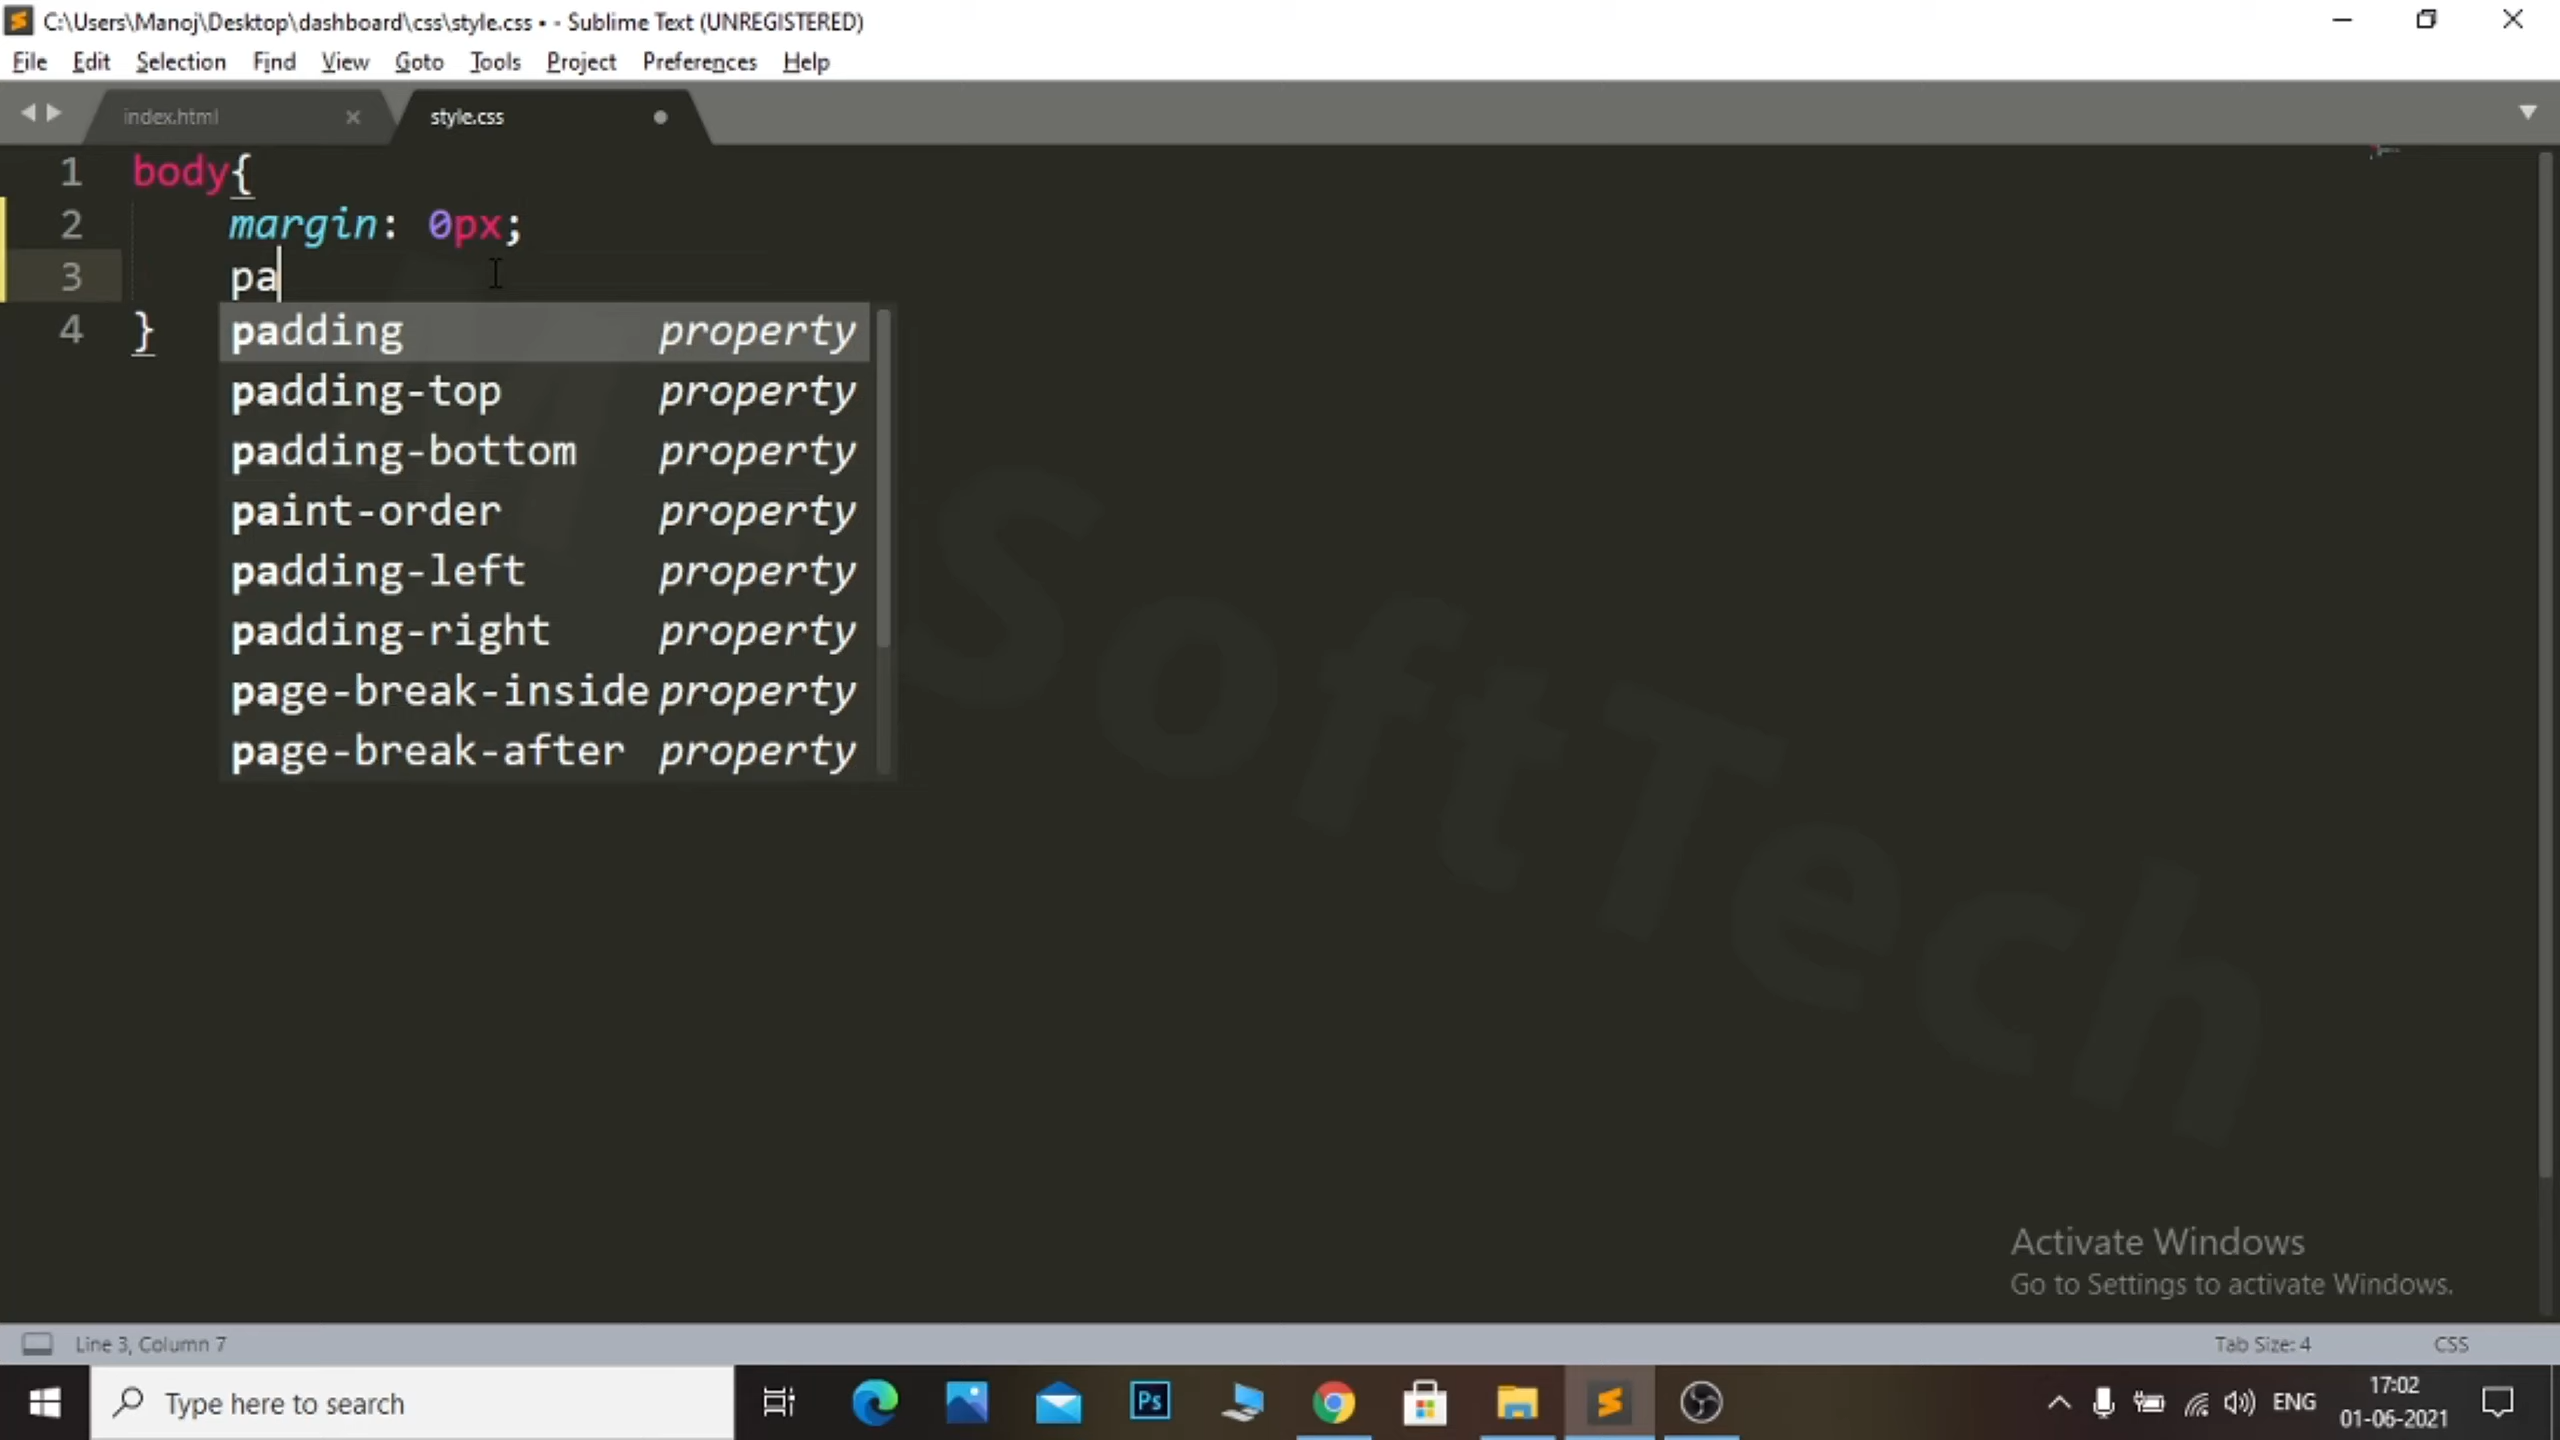 C:\Users\Manoj\Desktop\dashboard\css\style.css • - Sublime Text (UNREGISTERED)
File Edit Selection Find View Goto Tools Project Preferences Help
index.html style.css
1 body{
2 margin: 0px;
3 pa
4 }
padding property
padding-top property
padding-bottom property
paint-order property
padding-left property
padding-right property
page-break-inside property
page-break-after property
SoftTech
Activate Windows
Go to Settings to activate Windows.
Line 3, Column 7 Tab Size: 4 CSS
Type here to search
Ps
ENG
17:02
01-06-2021